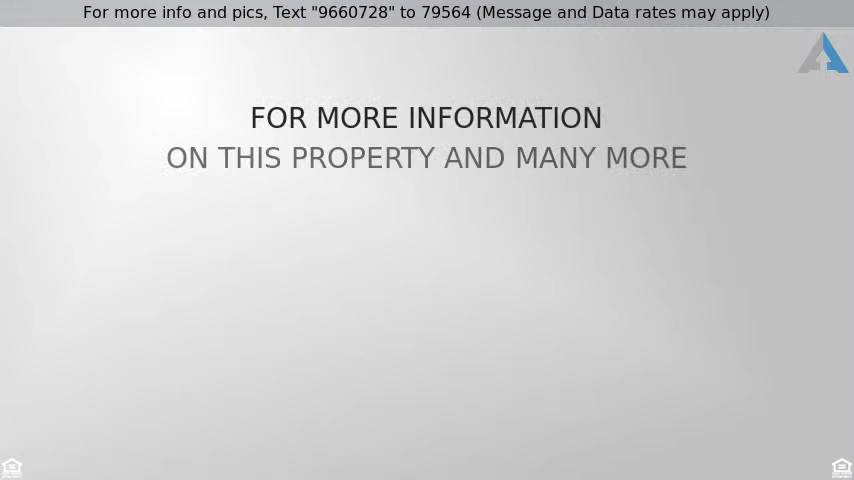 For more info and pics, Text "9660728" to 79564 (Message and Data rates may apply)
FOR MORE INFORMATION
ON THIS PROPERTY AND MANY MORE